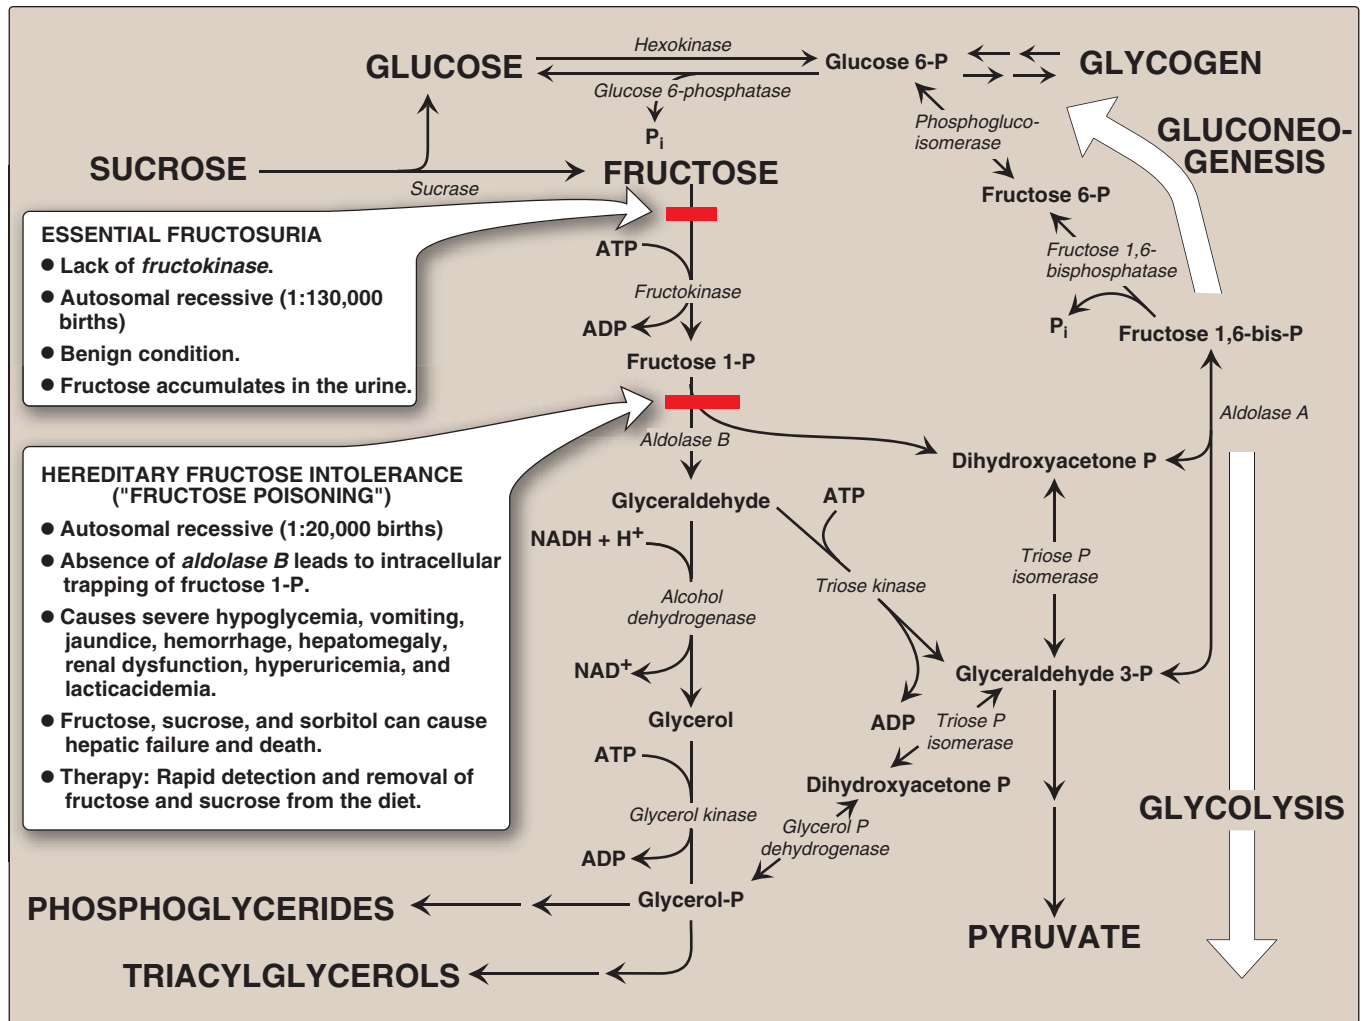 Hexokinase
GLUCOSE
Glucose 6-P
GLYCOGEN
Glucose 6-phosphatase
Pi
Phosphogluco-
isomerase
GLUCONEO-
GENESIS
SUCROSE
Sucrase
FRUCTOSE
Fructose 6-P
ESSENTIAL FRUCTOSURIA
● Lack of fructokinase.
● Autosomal recessive (1:130,000
births)
● Benign condition.
● Fructose accumulates in the urine.
ATP
Fructokinase
ADP
Fructose 1-P
Fructose 1,6-
bisphosphatase
Pi
Fructose 1,6-bis-P
Aldolase A
Aldolase B
Dihydroxyacetone P
HEREDITARY FRUCTOSE INTOLERANCE
("FRUCTOSE POISONING")
● Autosomal recessive (1:20,000 births)
● Absence of aldolase B leads to intracellular
trapping of fructose 1-P.
● Causes severe hypoglycemia, vomiting,
jaundice, hemorrhage, hepatomegaly,
renal dysfunction, hyperuricemia, and
lacticacidemia.
● Fructose, sucrose, and sorbitol can cause
hepatic failure and death.
● Therapy: Rapid detection and removal of
fructose and sucrose from the diet.
Glyceraldehyde
ATP
NADH + H+
Triose kinase
Triose P
isomerase
Alcohol
dehydrogenase
NAD+
Glyceraldehyde 3-P
Glycerol
ADP
Triose P
isomerase
ATP
Dihydroxyacetone P
Glycerol kinase
Glycerol P
dehydrogenase
GLYCOLYSIS
ADP
Glycerol-P
PHOSPHOGLYCERIDES
PYRUVATE
TRIACYLGLYCEROLS